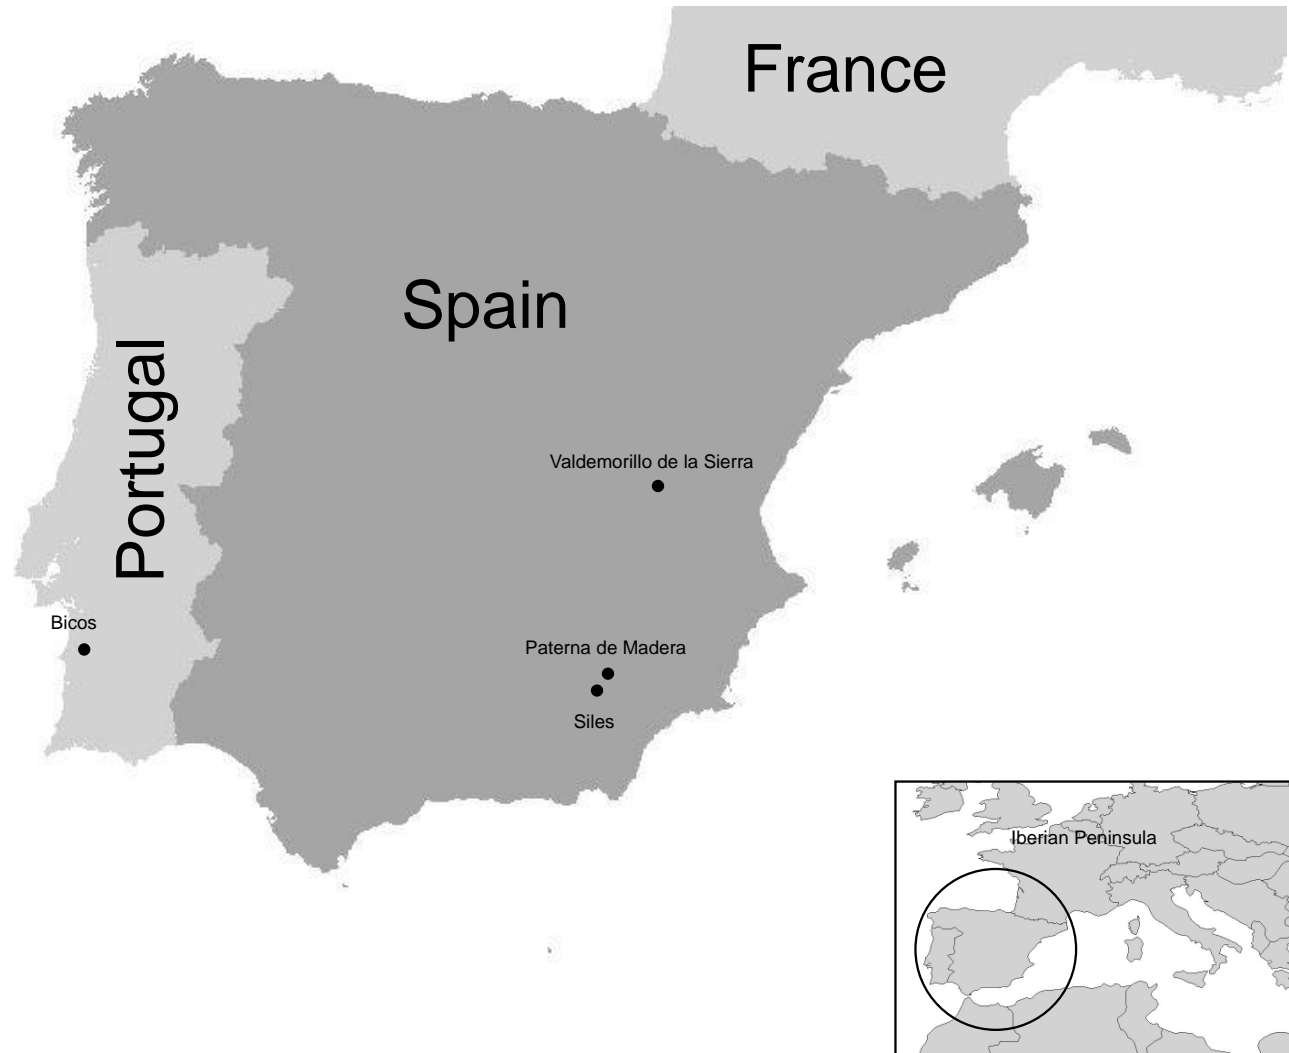 France
Spain
Portugal
Valdemorillo de la Sierra
Bicos
Paterna de Madera
Siles
Iberian Peninsula